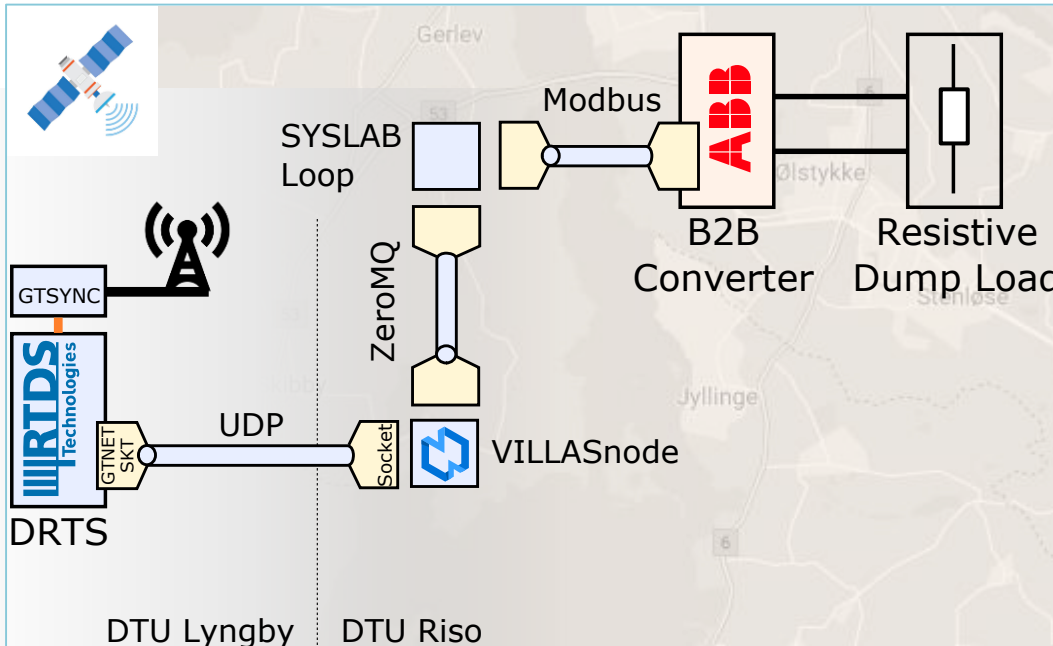 Gerlev
53
6
SYSLAB
Loop
Modbus
ABB
Ølstykke
B2B
Converter
Resistive
Dump Load
Stenløse
GTSYNC
ZeroMQ
RTDS
Technologies
Jyllinge
UDP
GTNET
SKT
Socket
VILLASnode
DRTS
6
DTU Lyngby
DTU Riso